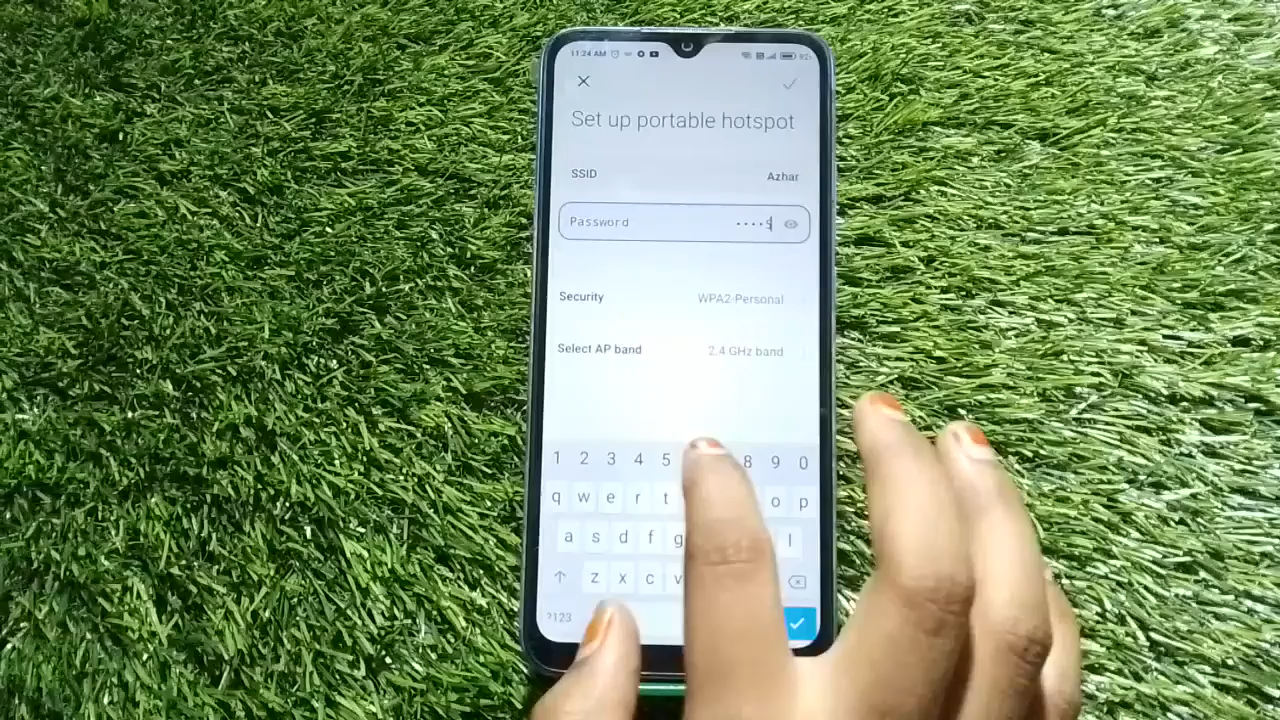 11:24 AM
Set up portable hotspot
SSID Azhar
Password ••••5
Security WPA2-Personal
Select AP band 2.4 GHz band
1 2 3 4 5 8 9 0
q w e r t o p
a s d f g l
z x c v
?123